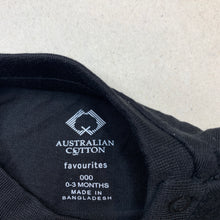 AUSTRALIAN
COTTON
favourites
000
0-3 MONTHS
MADE IN
BANGLADESH